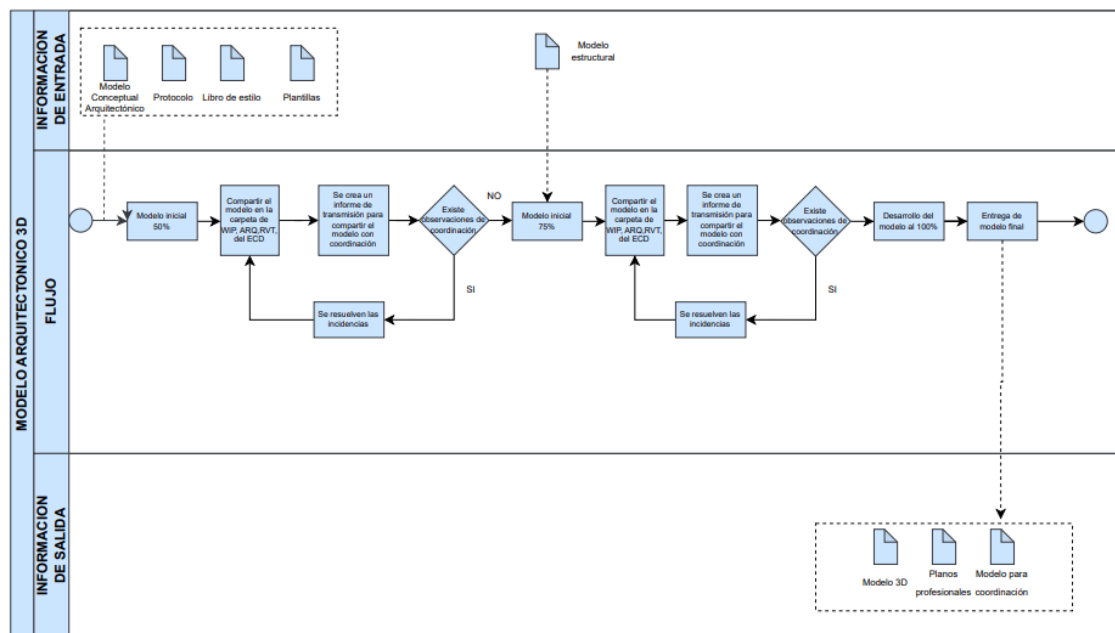 MODELO ARQUITECTONICO 3D
INFORMACION
DE ENTRADA
Modelo
Conceptual
Arquitectónico
Protocolo
Libro de estilo
Plantillas
Modelo
estructural
FLUJO
Modelo inicial
50%
Compartir el
modelo en la
carpeta de
WIP, ARQ,RVT,
del ECD
Se crea un
informe de
transmisión para
compartir el
modelo con
coordinación
Existe
observaciones de
coordinación
NO
SI
Se resuelven las
incidencias
Modelo inicial
75%
Compartir el
modelo en la
carpeta de
WIP, ARQ,RVT,
del ECD
Se crea un
informe de
transmisión para
compartir el
modelo con
coordinación
Existe
observaciones de
coordinación
SI
Se resuelven las
incidencias
Desarrollo del
modelo al 100%
Entrega de
modelo final
INFORMACION
DE SALIDA
Modelo 3D
Planos
profesionales
Modelo para
coordinación